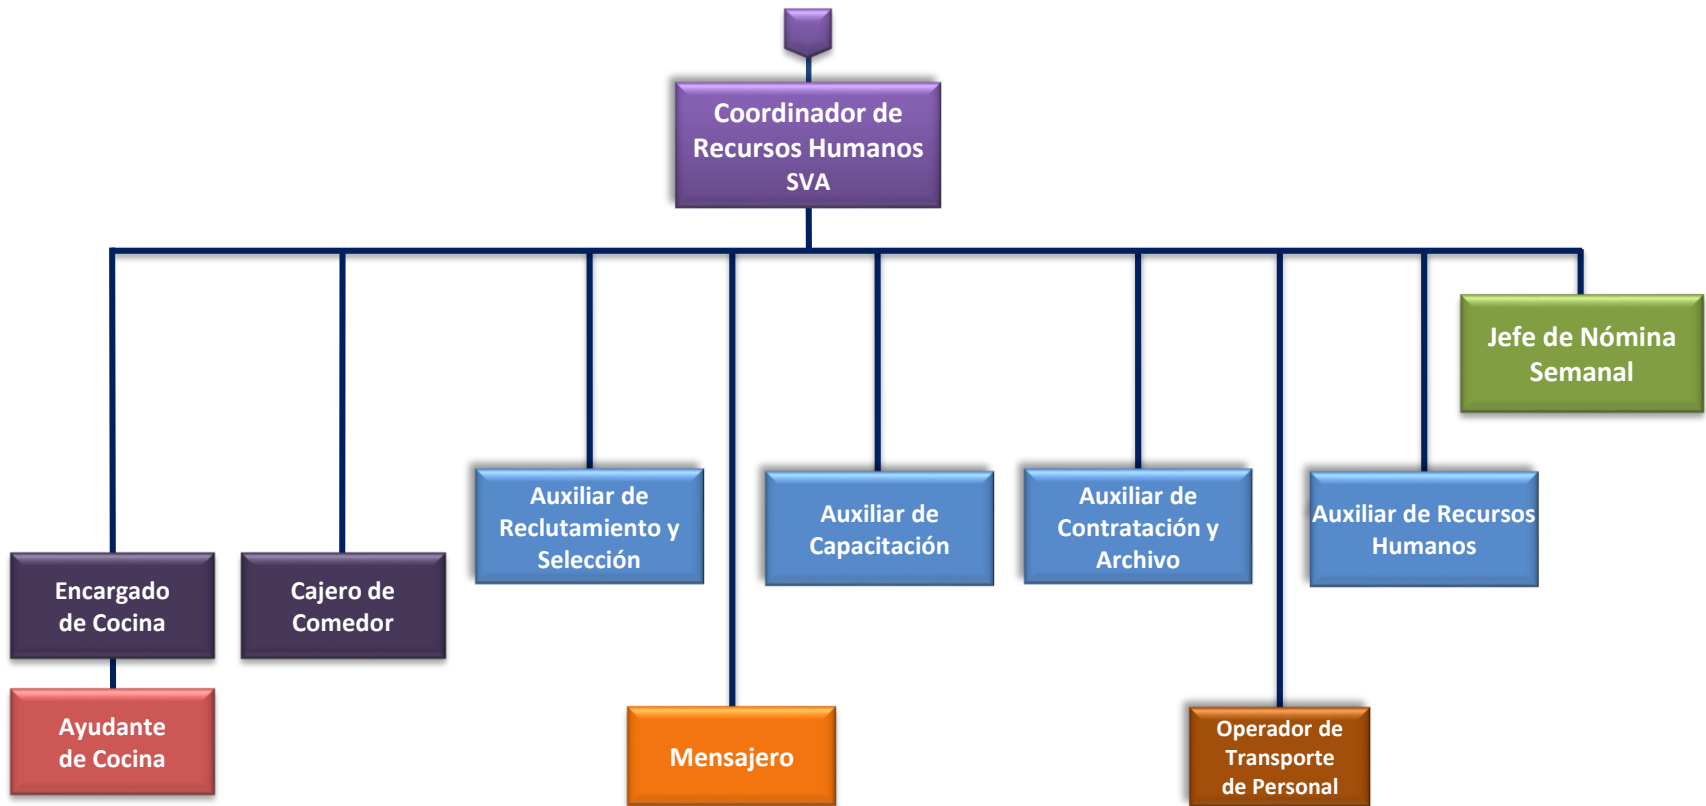 Coordinador de
Recursos Humanos
SVA
Jefe de Nómina
Semanal
Auxiliar de
Reclutamiento y
Selección
Auxiliar de
Capacitación
Auxiliar de
Contratación y
Archivo
Auxiliar de Recursos
Humanos
Encargado
de Cocina
Cajero de
Comedor
Ayudante
de Cocina
Mensajero
Operador de
Transporte
de Personal